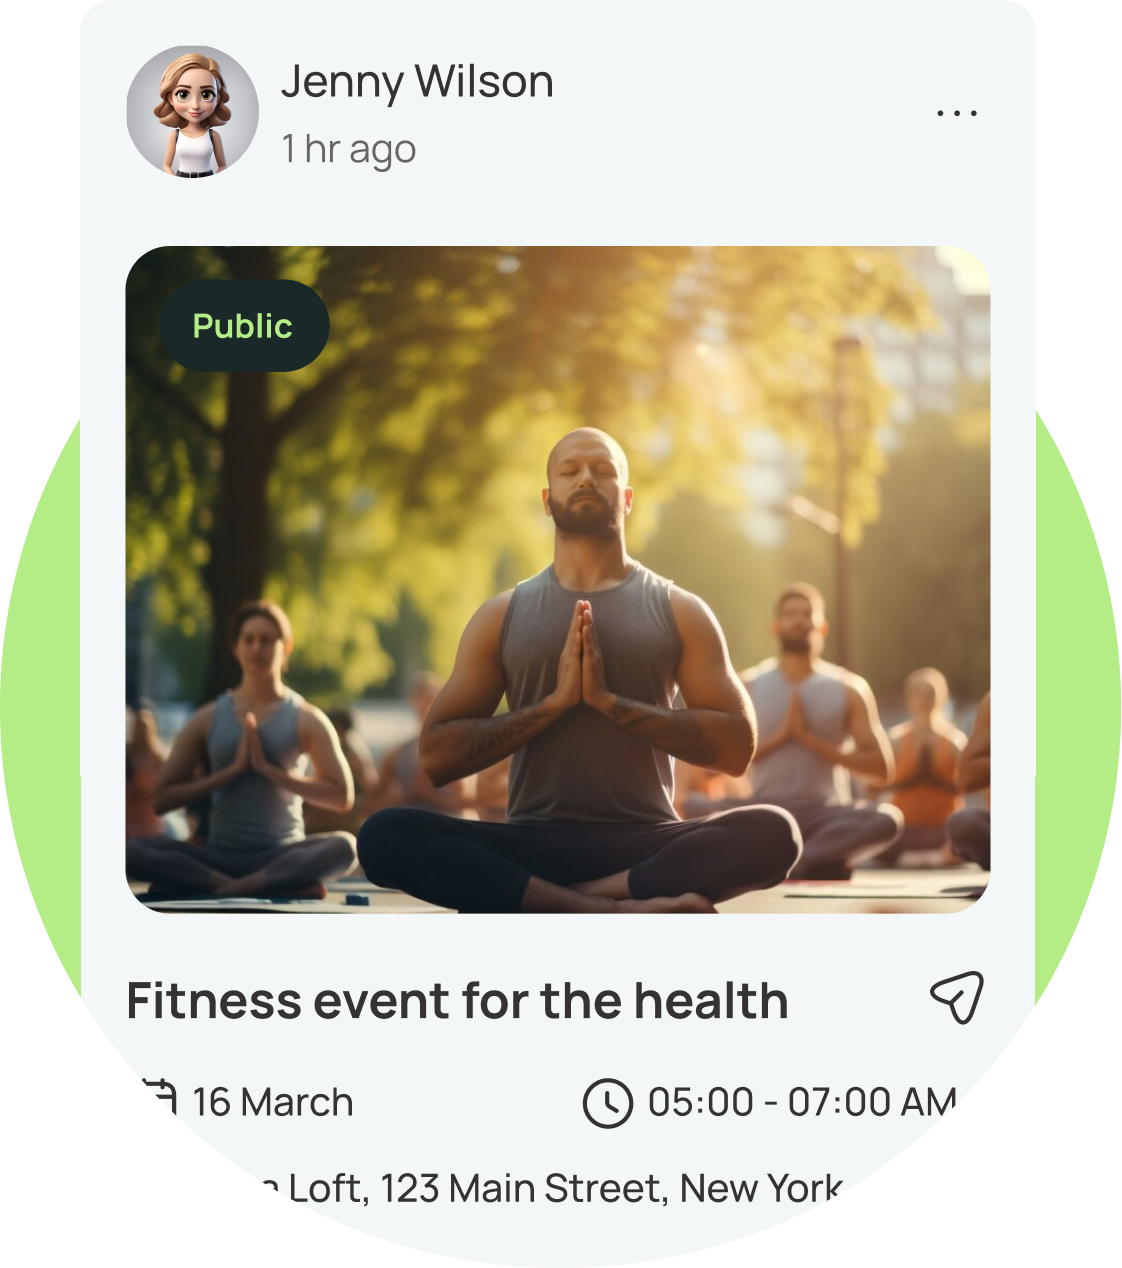 Jenny Wilson
1 hr ago
Public
Fitness event for the health
16 March
05:00 - 07:00 AM
Loft, 123 Main Street, New York